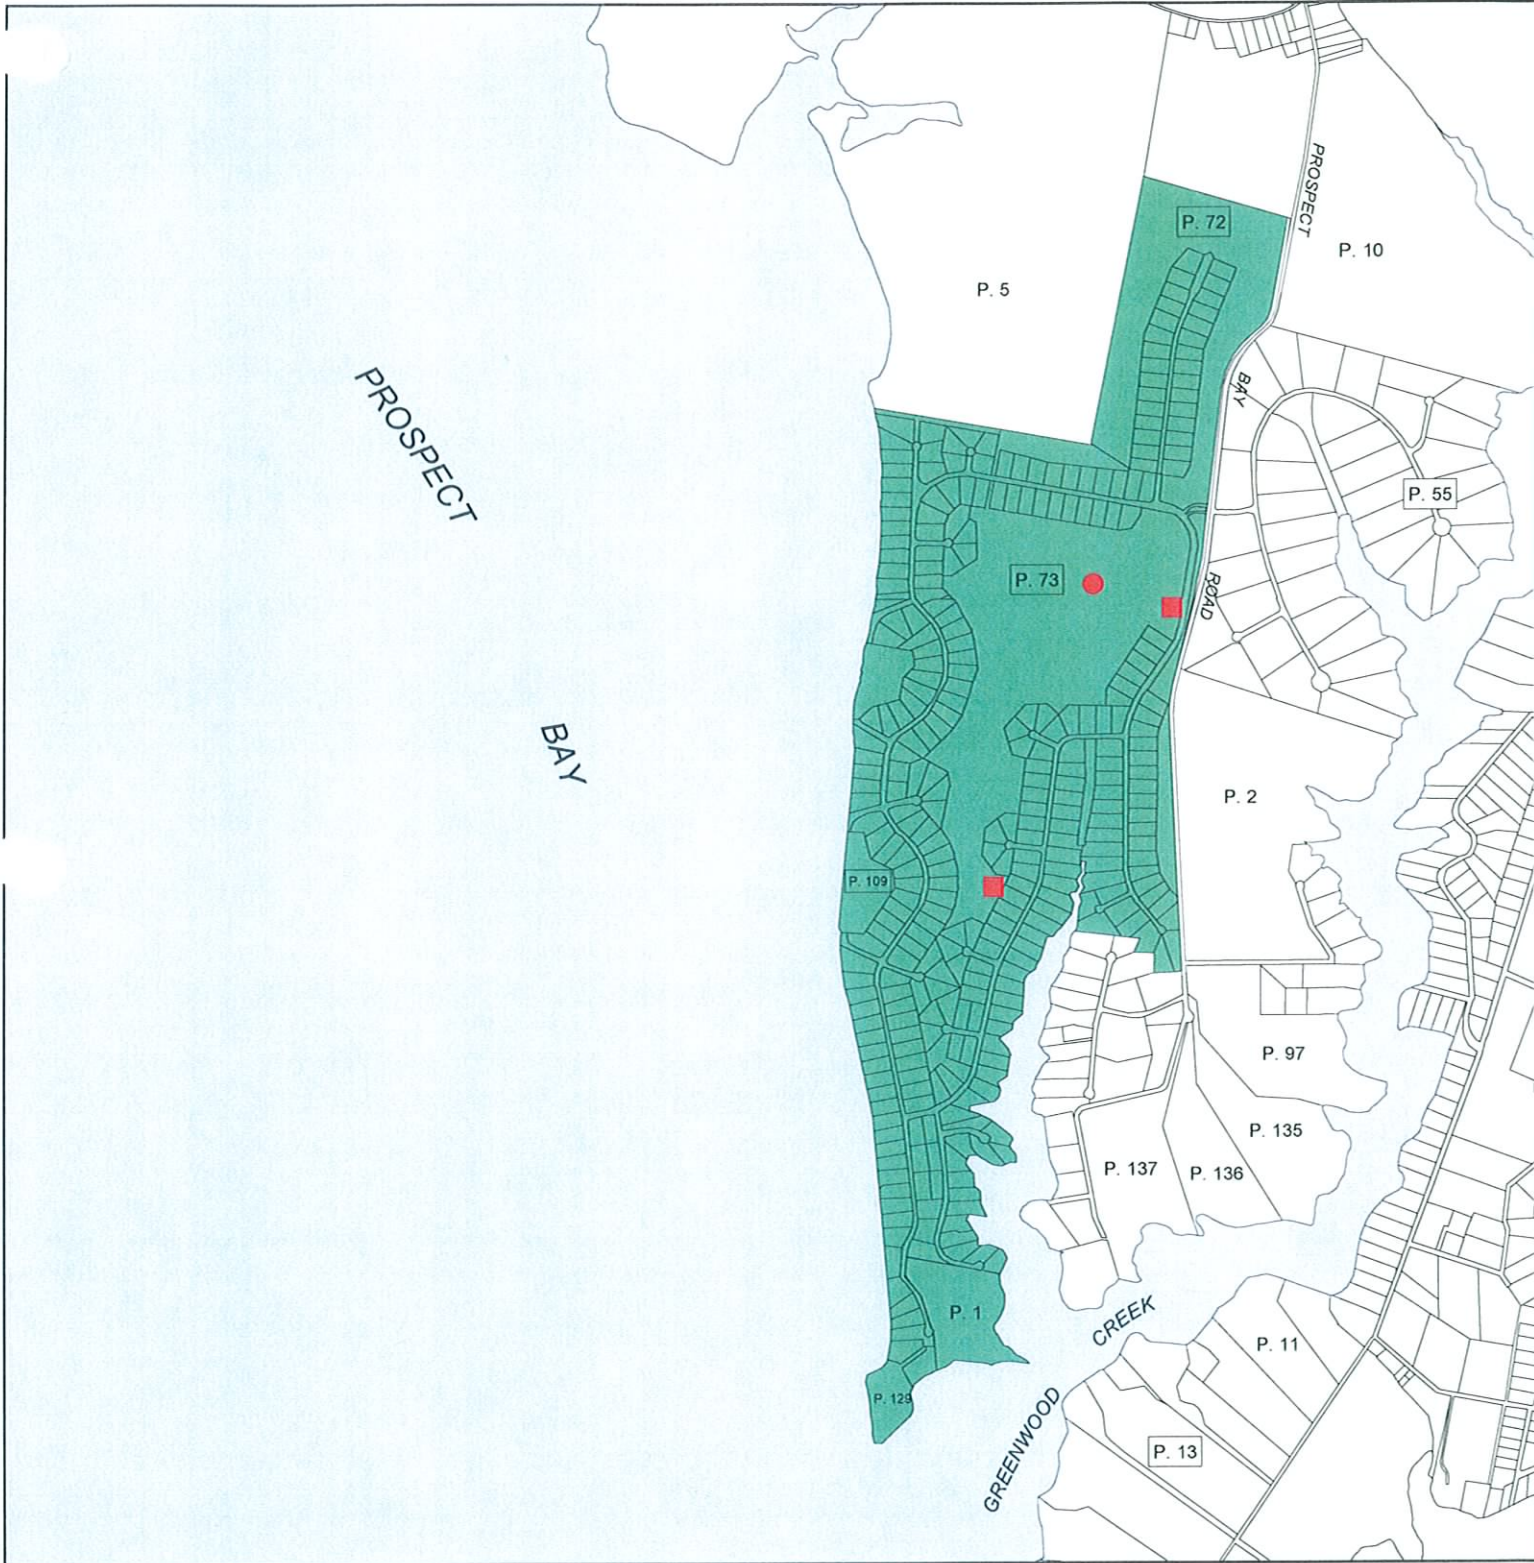 PROSPECT
P. 72
P. 10
P. 5
PROSPECT
BAY
P. 55
P. 73
ROAD
BAY
P. 2
P. 109
P. 97
P. 135
P. 137
P. 136
P. 1
CREEK
P. 11
P. 129
GREENWOOD
P. 13